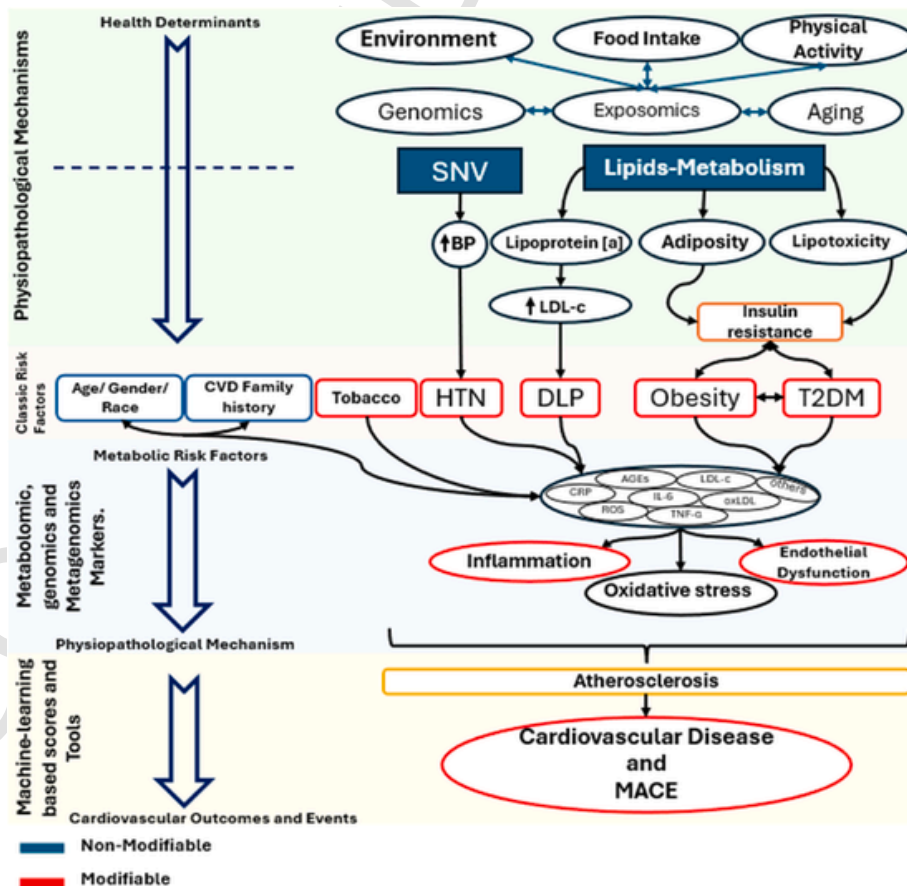 Health Determinants
Physiopathological Mechanisms
Environment
Food Intake
Physical
Activity
Genomics
Exposomics
Aging
SNV
Lipids-Metabolism
↑BP
Lipoprotein [a]
Adiposity
Lipotoxicity
↑ LDL-c
Insulin
resistance
Classic Risk
Factors
Age/ Gender/
Race
CVD Family
history
Tobacco
HTN
DLP
Obesity
T2DM
Metabolic Risk Factors
Metabolomic,
genomics and
Metagenomics
Markers.
CRP
AGEs
LDL-c
others
IL-6
oxLDL
ROS
TNF-α
Inflammation
Oxidative stress
Endothelial
Dysfunction
Physiopathological Mechanism
Machine-learning
based scores and
Tools
Atherosclerosis
Cardiovascular Disease
and
MACE
Cardiovascular Outcomes and Events
Non-Modifiable
Modifiable